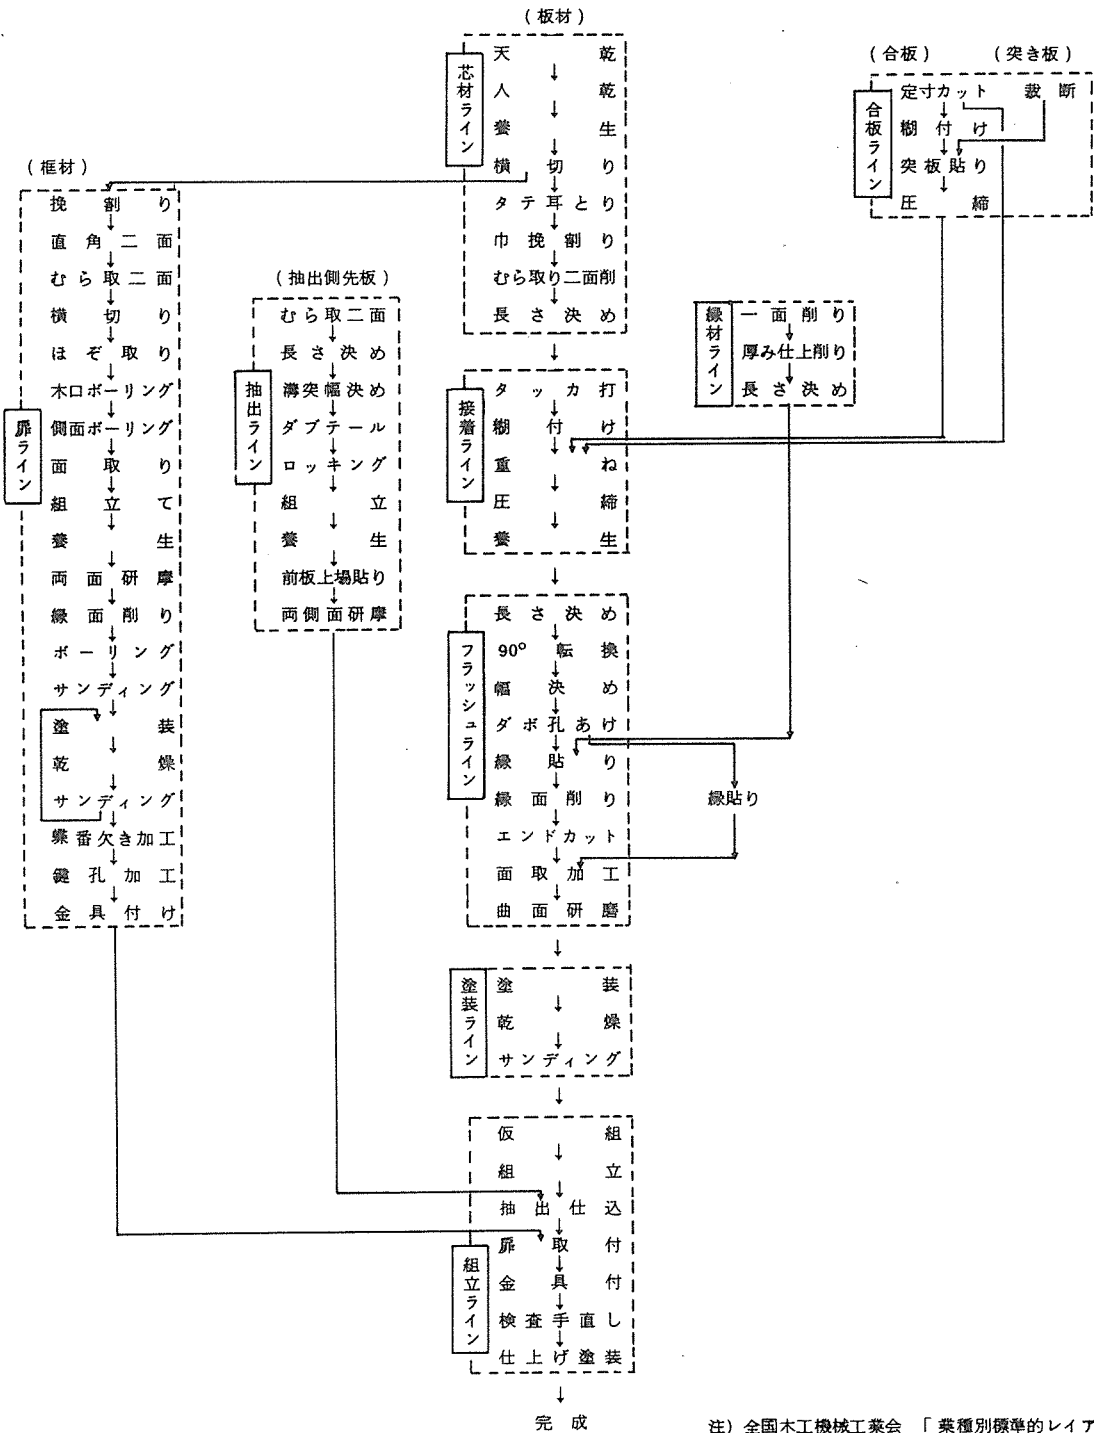 (板材)
芯材ライン
天乾
人乾
養生
横切り
タテ耳とり
巾挽割り
むら取り二面削
長さ決め
(合板)
(突き板)
合板ライン
定寸カット
裁断
糊付け
突板貼り
圧締
(框材)
扉ライン
挽割り
直角二面
むら取二面
横切り
ほぞ取り
木口ボーリング
側面ボーリング
面取り
組立て
養生
両面研摩
縁面削り
ボーリング
サンディング
塗装
乾燥
サンディング
蝶番欠き加工
鍵孔加工
金具付け
(抽出側先板)
抽出ライン
むら取二面
長さ決め
溝突幅決め
ダブテール
ロッキング
組立
養生
前板上場貼り
両側面研摩
縁材ライン
一面削り
厚み仕上削り
長さ決め
接着ライン
タッカ打
糊付け
重ね
圧締
養生
フラッシュライン
長さ決め
90°転換
幅決め
ダボ孔あけ
縁貼り
縁面削り
エンドカット
面取加工
曲面研磨
縁貼り
塗装ライン
塗装
乾燥
サンディング
組立ライン
仮組
組立
抽出仕込
扉取付
金具付
検査手直し
仕上げ塗装
完成
注)全国木工機械工業会「業種別標準的レイア